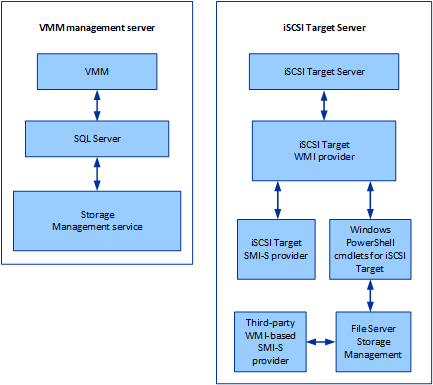 VMM management server
VMM
SQL Server
Storage
Management service
iSCSI Target Server
iSCSI Target Server
iSCSI Target
WMI provider
iSCSI Target
SMI-S provider
Windows
PowerShell
cmdlets for iSCSI
Target
Third-party
WMI-based
SMI-S
provider
File Server
Storage
Management